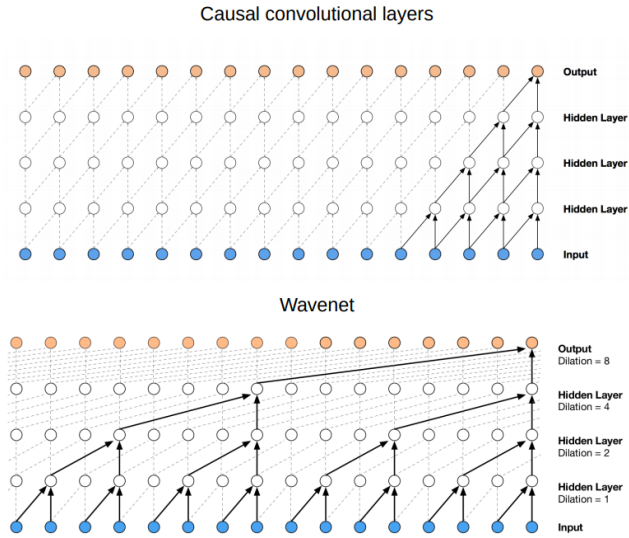 Causal convolutional layers
Output
Hidden Layer
Hidden Layer
Hidden Layer
Input
Wavenet
Output
Dilation = 8
Hidden Layer
Dilation = 4
Hidden Layer
Dilation = 2
Hidden Layer
Dilation = 1
Input